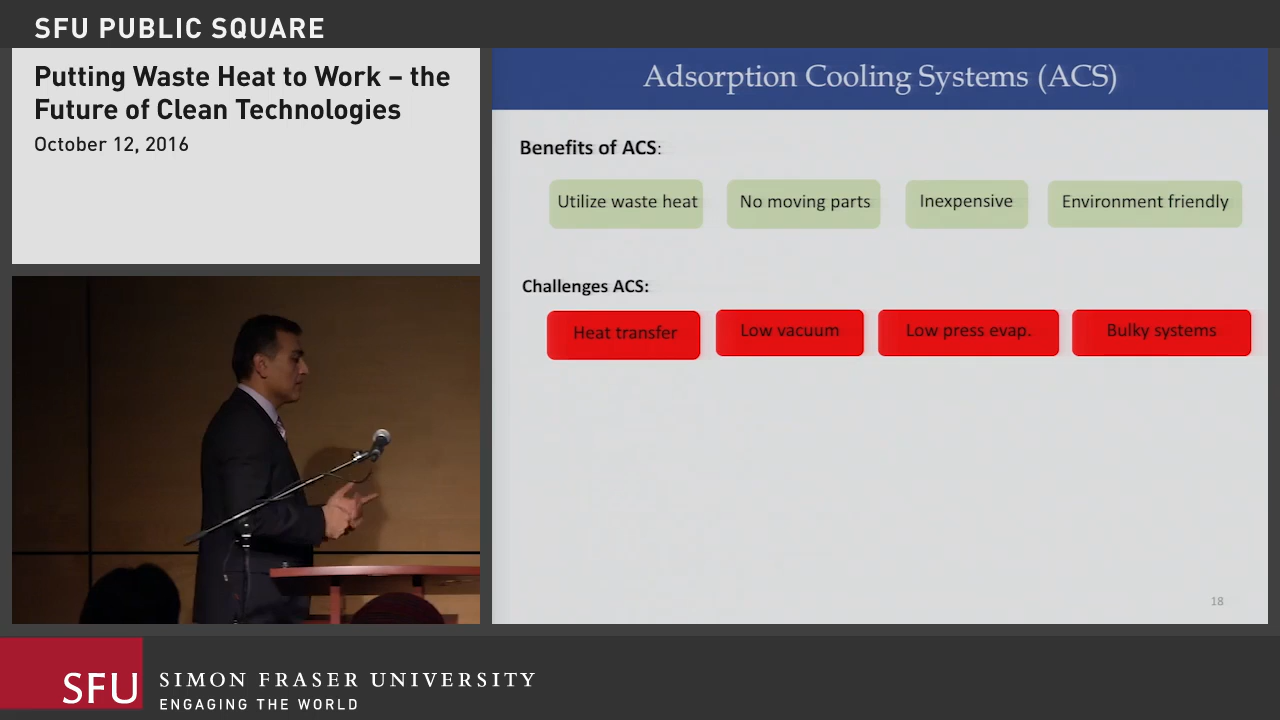 SFU PUBLIC SQUARE
Putting Waste Heat to Work – the
Future of Clean Technologies
October 12, 2016
Adsorption Cooling Systems (ACS)
Benefits of ACS:
Utilize waste heat
No moving parts
Inexpensive
Environment friendly
Challenges ACS:
Heat transfer
Low vacuum
Low press evap.
Bulky systems
18
SFU
SIMON FRASER UNIVERSITY
ENGAGING THE WORLD